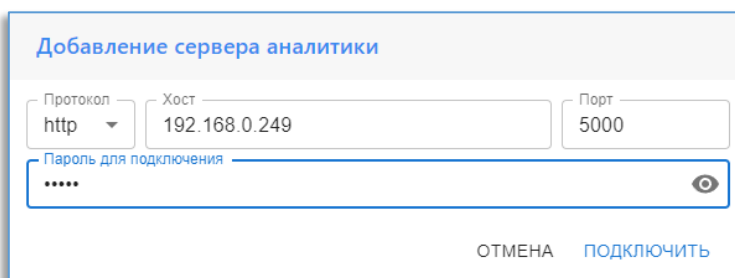 Добавление сервера аналитики
Протокол Хост Порт
http 192.168.0.249 5000
Пароль для подключения
•••••
ОТМЕНА ПОДКЛЮЧИТЬ